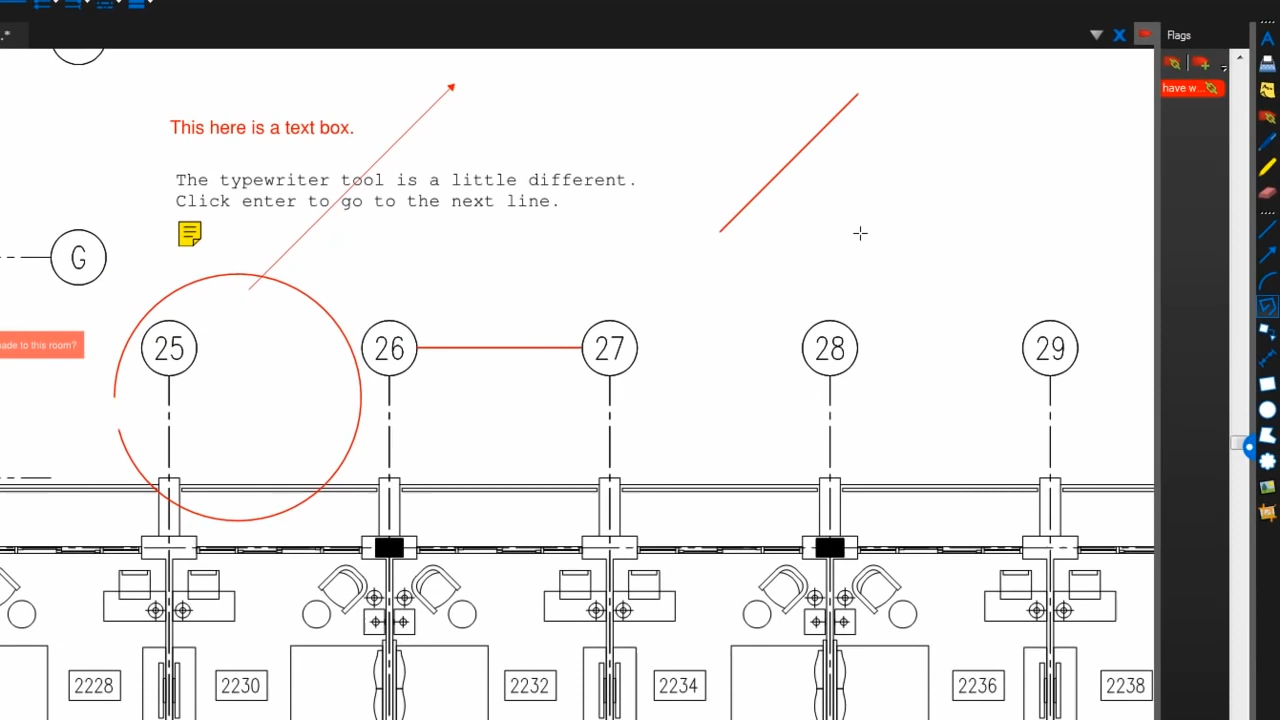 .*
Flags
have w...
This here is a text box.
The typewriter tool is a little different.
Click enter to go to the next line.
G
ade to this room?
25
26
27
28
29
2228
2230
2232
2234
2236
2238